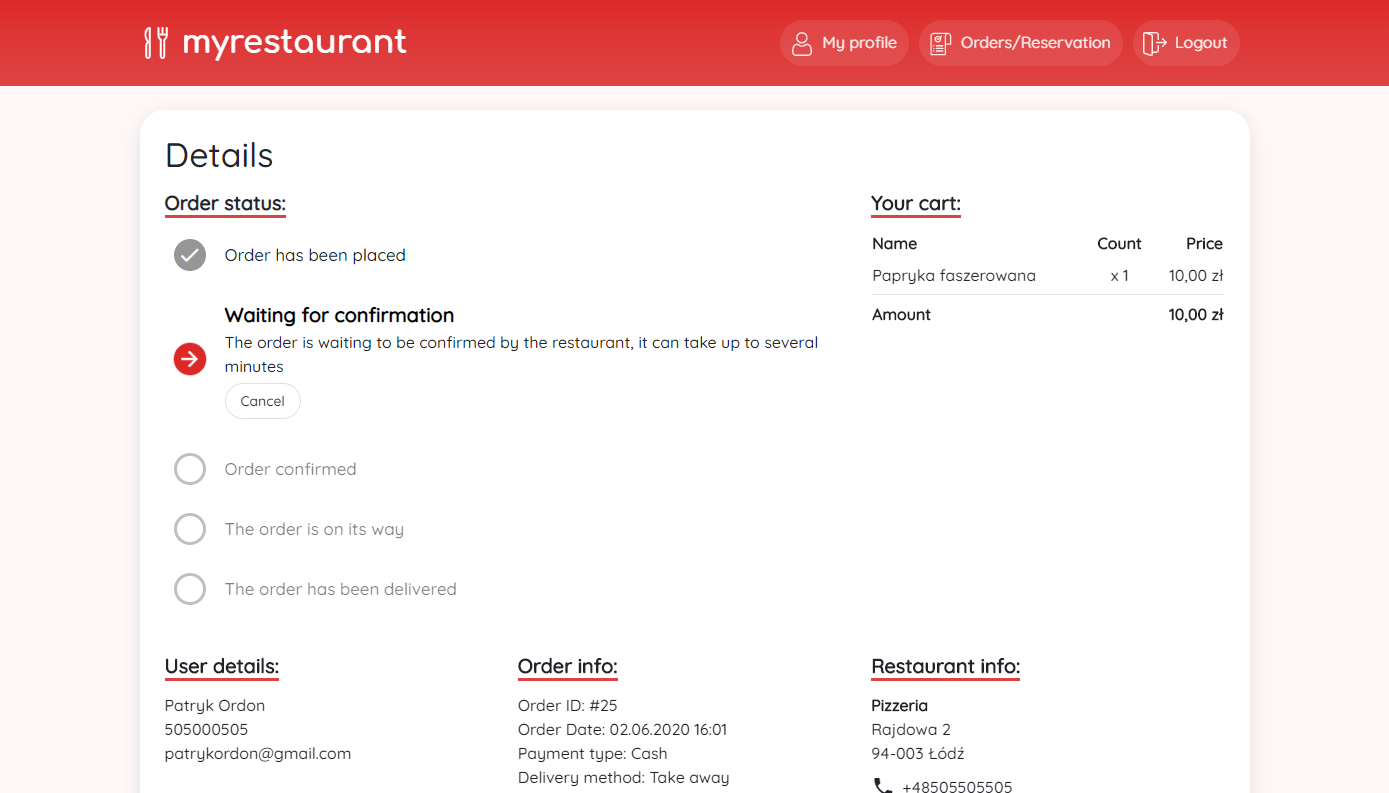 myrestaurant
My profile
Orders/Reservation
Logout
Details
Order status:
Order has been placed
Waiting for confirmation
The order is waiting to be confirmed by the restaurant, it can take up to several
minutes
Cancel
Order confirmed
The order is on its way
The order has been delivered
Your cart:
Name Count Price
Papryka faszerowana x 1 10,00 zł
Amount 10,00 zł
User details:
Patryk Ordon
505000505
patrykordon@gmail.com
Order info:
Order ID: #25
Order Date: 02.06.2020 16:01
Payment type: Cash
Delivery method: Take away
Restaurant info:
Pizzeria
Rajdowa 2
94-003 Łódź
+48505505505